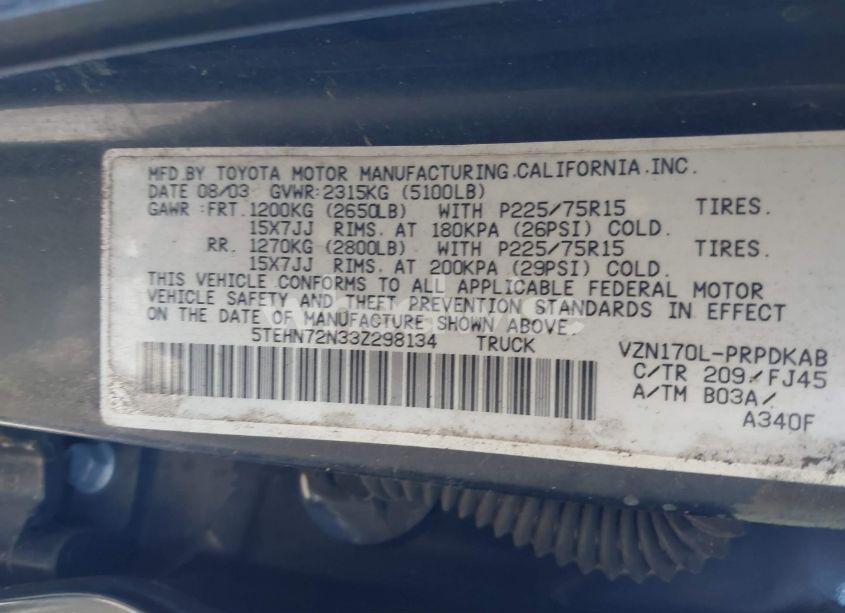 MFD.BY TOYOTA MOTOR MANUFACTURING.CALIFORNIA.INC.
DATE 08/03 GVWR:2315KG (5100LB)
GAWR :FRT.1200KG (2650LB) WITH P225/75R15 TIRES.
15X7JJ RIMS. AT 180KPA (26PSI) COLD.
RR. 1270KG (2800LB) WITH P225/75R15 TIRES.
15X7JJ RIMS. AT 200KPA (29PSI) COLD.
THIS VEHICLE CONFORMS TO ALL APPLICABLE FEDERAL MOTOR
VEHICLE SAFETY AND THEFT PREVENTION STANDARDS IN EFFECT
ON THE DATE OF MANUFACTURE SHOWN ABOVE.
5TEHN72N33Z298134 TRUCK
VZN170L-PRPDKAB
C/TR 209/FJ45
A/TM B03A/
A340F